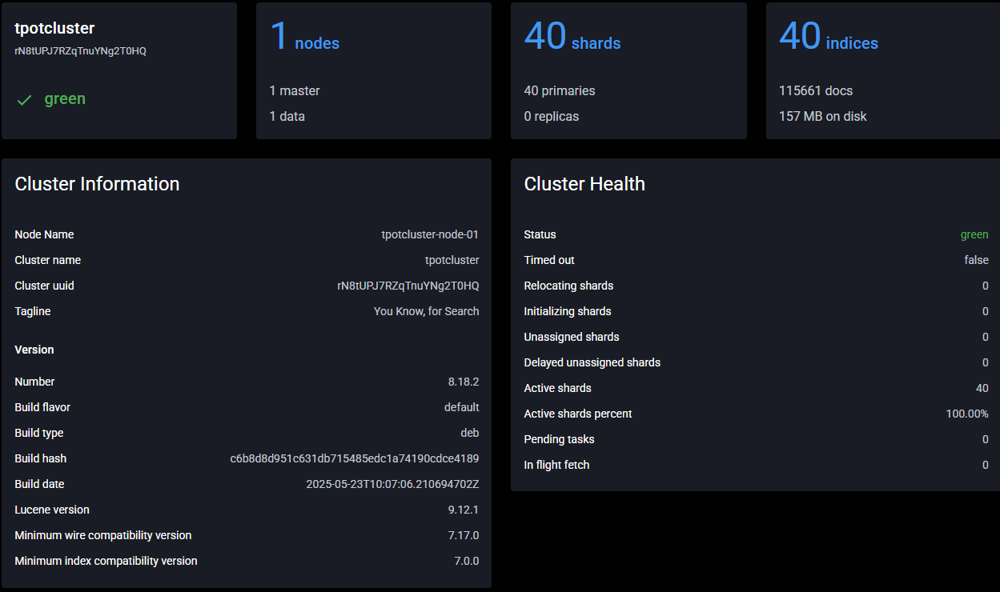 tpotcluster
rN8tUPJ7RZqTnuYNg2T0HQ
green
1 nodes
1 master
1 data
40 shards
40 primaries
0 replicas
40 indices
115661 docs
157 MB on disk
Cluster Information
Node Name tpotcluster-node-01
Cluster name tpotcluster
Cluster uuid rN8tUPJ7RZqTnuYNg2T0HQ
Tagline You Know, for Search
Version
Number 8.18.2
Build flavor default
Build type deb
Build hash c6b8d8d951c631db715485edc1a74190cdce4189
Build date 2025-05-23T10:07:06.210694702Z
Lucene version 9.12.1
Minimum wire compatibility version 7.17.0
Minimum index compatibility version 7.0.0
Cluster Health
Status green
Timed out false
Relocating shards 0
Initializing shards 0
Unassigned shards 0
Delayed unassigned shards 0
Active shards 40
Active shards percent 100.00%
Pending tasks 0
In flight fetch 0